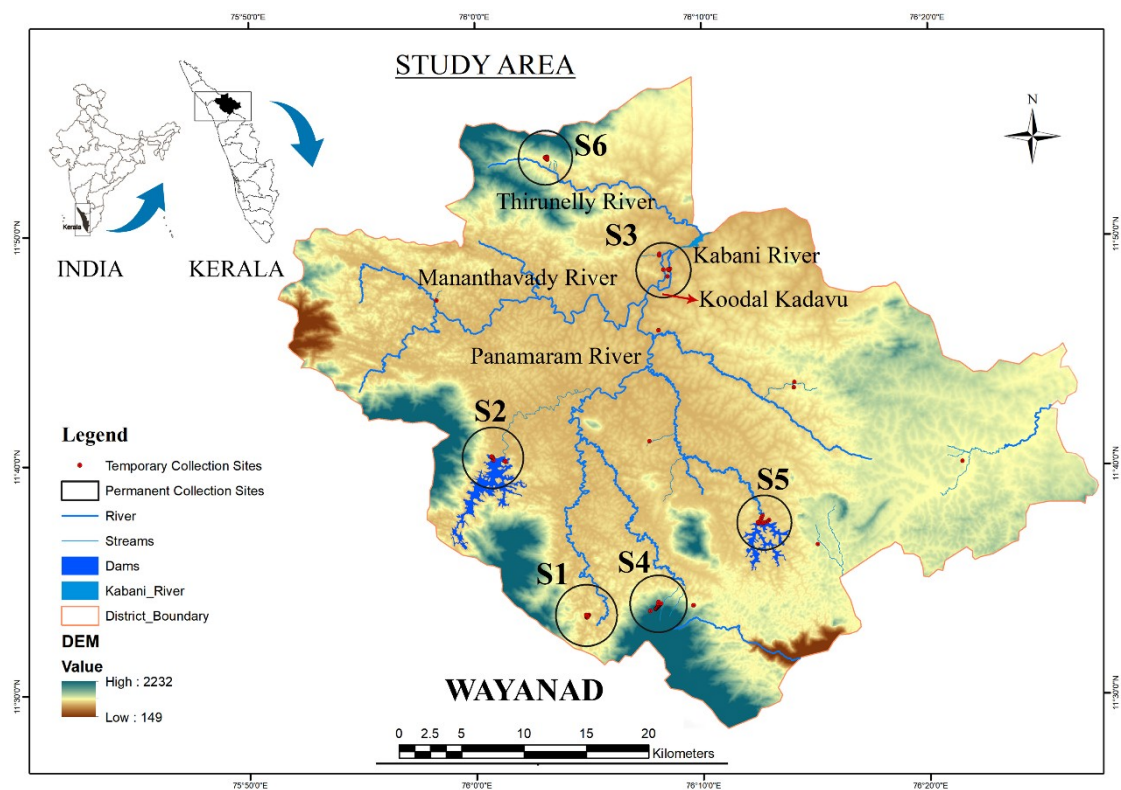 75°50'0"E
76°0'0"E
76°10'0"E
76°20'0"E
STUDY AREA
N
S6
Thirunelly River
11°50'0"N
11°50'0"N
S3
Kabani River
Kerala
INDIA
KERALA
Mananthavady River
Koodal Kadavu
Panamaram River
S2
Legend
Temporary Collection Sites
Permanent Collection Sites
River
Streams
Dams
Kabani_River
District_Boundary
DEM
Value
High : 2232
Low : 149
11°40'0"N
11°40'0"N
S5
S1
S4
WAYANAD
11°30'0"N
11°30'0"N
0 2.5 5 10 15 20
Kilometers
75°50'0"E
76°0'0"E
76°10'0"E
76°20'0"E